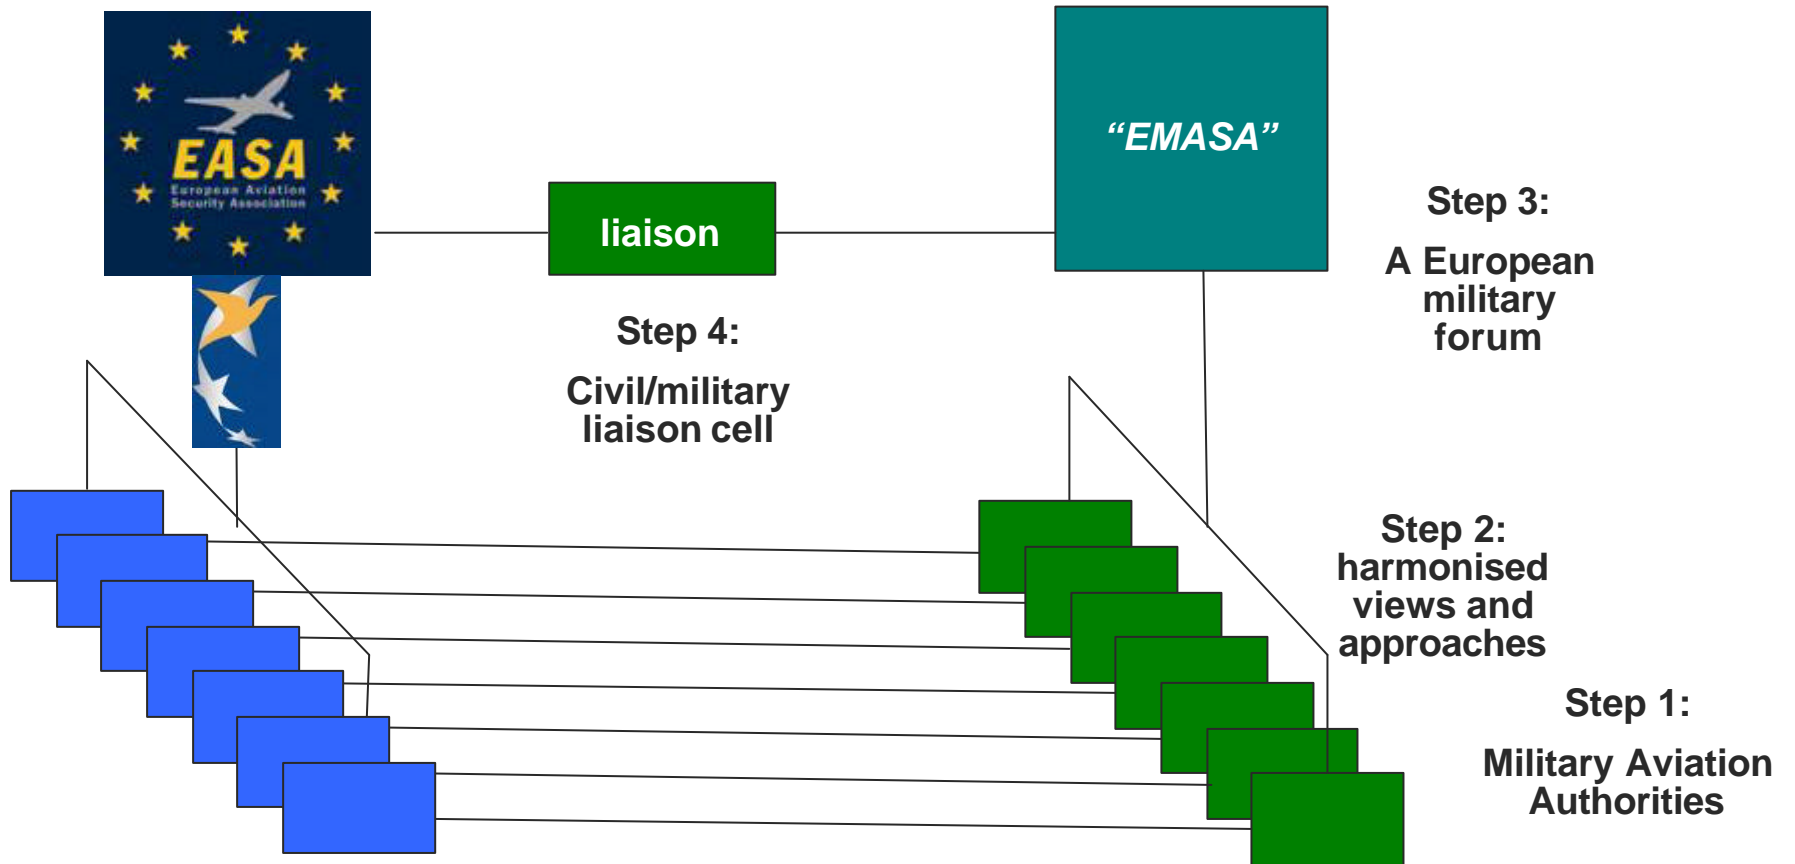 EASA
European Aviation
Security Association
“EMASA”
liaison
Step 3:
A European
military
forum
Step 4:
Civil/military
liaison cell
Step 2:
harmonised
views and
approaches
Step 1:
Military Aviation
Authorities